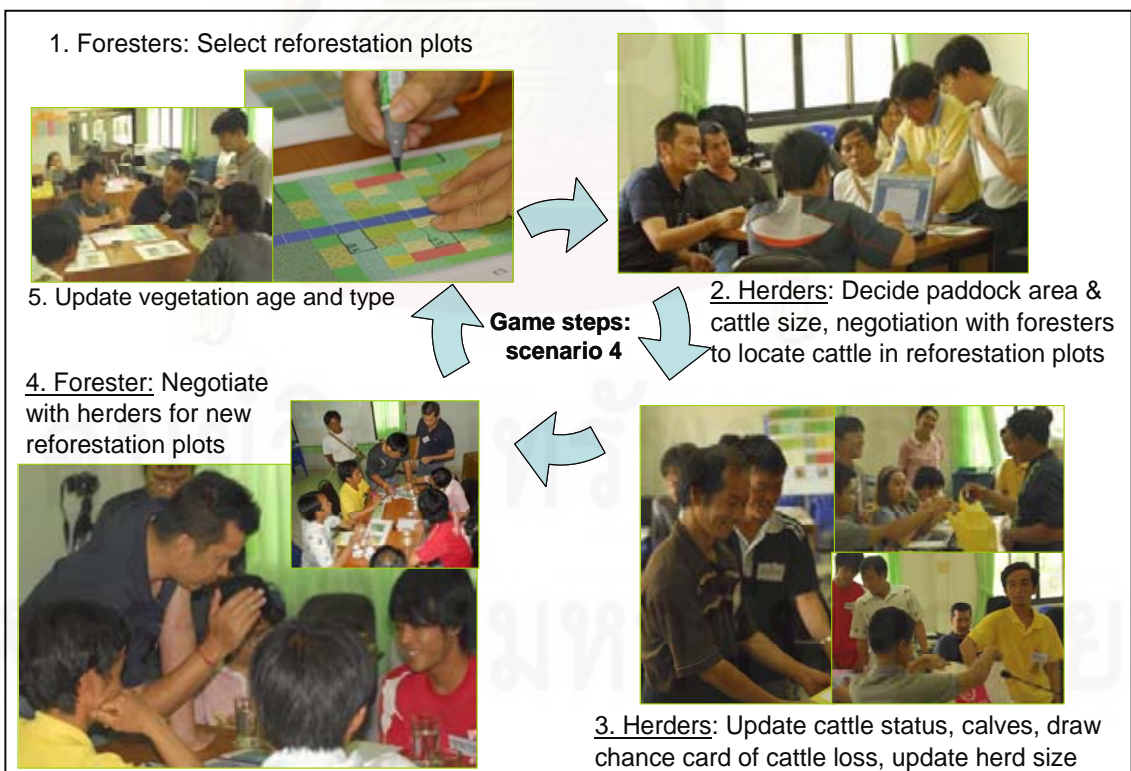 1. Foresters: Select reforestation plots
5. Update vegetation age and type
Game steps:
scenario 4
2. Herders: Decide paddock area &
cattle size, negotiation with foresters
to locate cattle in reforestation plots
4. Forester: Negotiate
with herders for new
reforestation plots
3. Herders: Update cattle status, calves, draw
chance card of cattle loss, update herd size